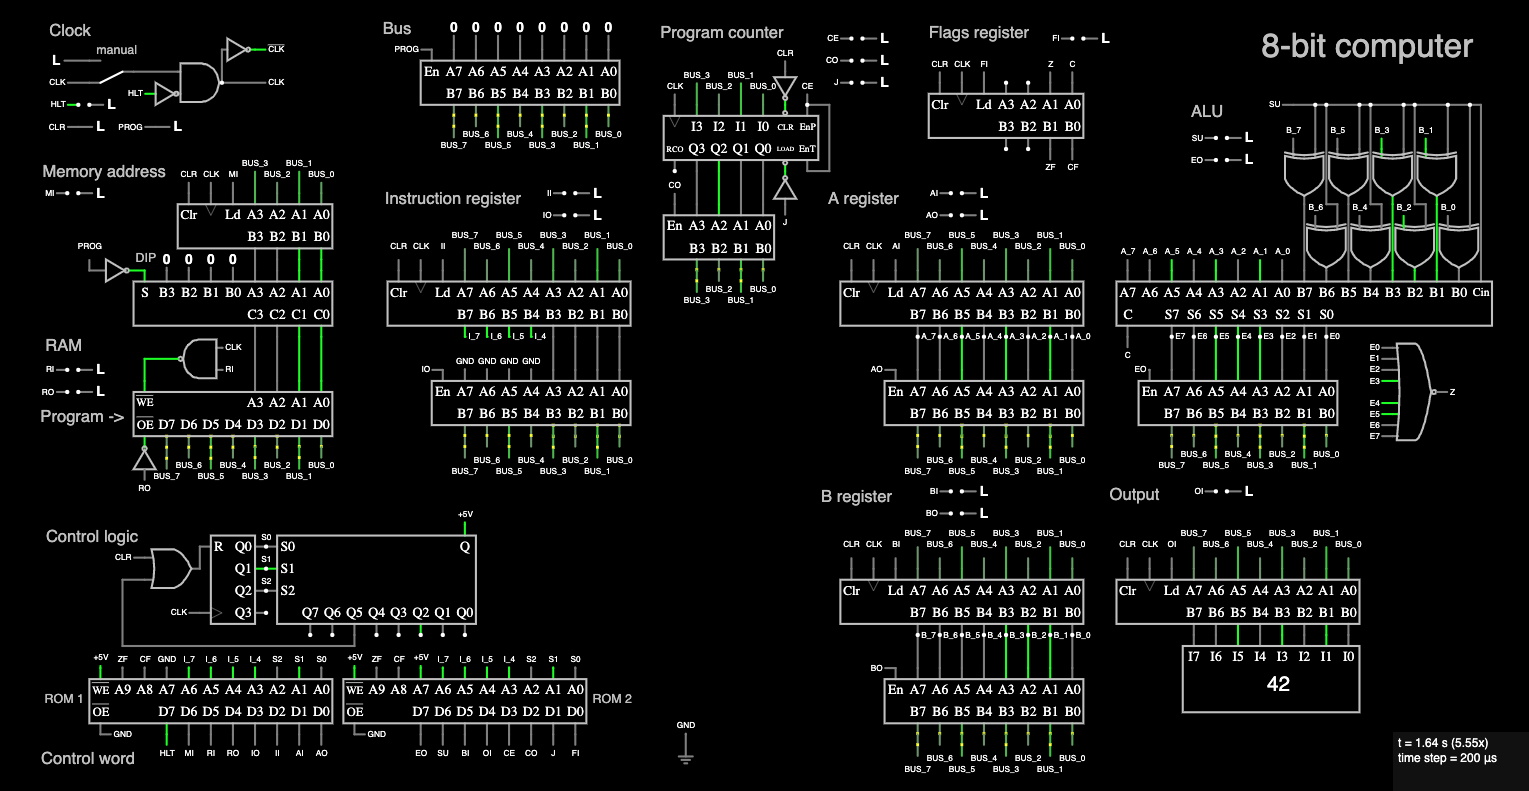 Clock
manual
L
CLK
HLT
L
HLT
CLK
CLK
CLR L PROG L
Bus
0 0 0 0 0 0 0 0
PROG
En A7 A6 A5 A4 A3 A2 A1 A0
B7 B6 B5 B4 B3 B2 B1 B0
BUS_6 BUS_4 BUS_2 BUS_0
BUS_7 BUS_5 BUS_3 BUS_1
Program counter
CE L
CO L
J L
CLR
BUS_3 BUS_1
CLK BUS_2 BUS_0 CE
I3 I2 I1 I0 CLR EnP
RCO Q3 Q2 Q1 Q0 LOAD EnT
CO
J
En A3 A2 A1 A0
B3 B2 B1 B0
BUS_2 BUS_0
BUS_3 BUS_1
Flags register
FI L
CLR CLK FI Z C
Clr Ld A3 A2 A1 A0
B3 B2 B1 B0
ZF CF
8-bit computer
Memory address
MI L
BUS_3 BUS_1
CLR CLK MI BUS_2 BUS_0
Clr Ld A3 A2 A1 A0
B3 B2 B1 B0
PROG
DIP 0 0 0 0
S B3 B2 B1 B0 A3 A2 A1 A0
C3 C2 C1 C0
RAM
RI L
RO L
CLK
RI
Program ->
WE A3 A2 A1 A0
OE D7 D6 D5 D4 D3 D2 D1 D0
BUS_6 BUS_4 BUS_2 BUS_0
BUS_7 BUS_5 BUS_3 BUS_1
RO
Instruction register
II L
IO L
BUS_7 BUS_5 BUS_3 BUS_1
CLR CLK II BUS_6 BUS_4 BUS_2 BUS_0
Clr Ld A7 A6 A5 A4 A3 A2 A1 A0
B7 B6 B5 B4 B3 B2 B1 B0
I_7 I_6 I_5 I_4
GND GND GND GND
IO
En A7 A6 A5 A4 A3 A2 A1 A0
B7 B6 B5 B4 B3 B2 B1 B0
BUS_6 BUS_4 BUS_2 BUS_0
BUS_7 BUS_5 BUS_3 BUS_1
A register
AI L
AO L
BUS_7 BUS_5 BUS_3 BUS_1
CLR CLK AI BUS_6 BUS_4 BUS_2 BUS_0
Clr Ld A7 A6 A5 A4 A3 A2 A1 A0
B7 B6 B5 B4 B3 B2 B1 B0
A_7 A_6 A_5 A_4 A_3 A_2 A_1 A_0
AO
En A7 A6 A5 A4 A3 A2 A1 A0
B7 B6 B5 B4 B3 B2 B1 B0
BUS_6 BUS_4 BUS_2 BUS_0
BUS_7 BUS_5 BUS_3 BUS_1
ALU
SU L
EO L
SU
B_7 B_5 B_3 B_1
B_6 B_4 B_2 B_0
A_7 A_6 A_5 A_4 A_3 A_2 A_1 A_0
A7 A6 A5 A4 A3 A2 A1 A0 B7 B6 B5 B4 B3 B2 B1 B0 Cin
C S7 S6 S5 S4 S3 S2 S1 S0
E7 E6 E5 E4 E3 E2 E1 E0
C
EO
En A7 A6 A5 A4 A3 A2 A1 A0
B7 B6 B5 B4 B3 B2 B1 B0
BUS_6 BUS_4 BUS_2 BUS_0
BUS_7 BUS_5 BUS_3 BUS_1
E0
E1
E2
E3
E4
E5
E6
E7
Z
B register
BI L
BO L
BUS_7 BUS_5 BUS_3 BUS_1
CLR CLK BI BUS_6 BUS_4 BUS_2 BUS_0
Clr Ld A7 A6 A5 A4 A3 A2 A1 A0
B7 B6 B5 B4 B3 B2 B1 B0
B_7 B_6 B_5 B_4 B_3 B_2 B_1 B_0
BO
En A7 A6 A5 A4 A3 A2 A1 A0
B7 B6 B5 B4 B3 B2 B1 B0
BUS_6 BUS_4 BUS_2 BUS_0
BUS_7 BUS_5 BUS_3 BUS_1
Output
OI L
BUS_7 BUS_5 BUS_3 BUS_1
CLR CLK OI BUS_6 BUS_4 BUS_2 BUS_0
Clr Ld A7 A6 A5 A4 A3 A2 A1 A0
B7 B6 B5 B4 B3 B2 B1 B0
I7 I6 I5 I4 I3 I2 I1 I0
42
Control logic
CLR
CLK
+5V
R Q0 S0 S0 Q
Q1 S1 S1
Q2 S2 S2
Q3
Q7 Q6 Q5 Q4 Q3 Q2 Q1 Q0
+5V ZF CF GND I_7 I_6 I_5 I_4 S2 S1 S0
ROM 1
WE A9 A8 A7 A6 A5 A4 A3 A2 A1 A0
OE D7 D6 D5 D4 D3 D2 D1 D0
GND
HLT MI RI RO IO II AI AO
+5V ZF CF +5V I_7 I_6 I_5 I_4 S2 S1 S0
ROM 2
WE A9 A8 A7 A6 A5 A4 A3 A2 A1 A0
OE D7 D6 D5 D4 D3 D2 D1 D0
GND
EO SU BI OI CE CO J FI
Control word
GND
t = 1.64 s (5.55x)
time step = 200 µs